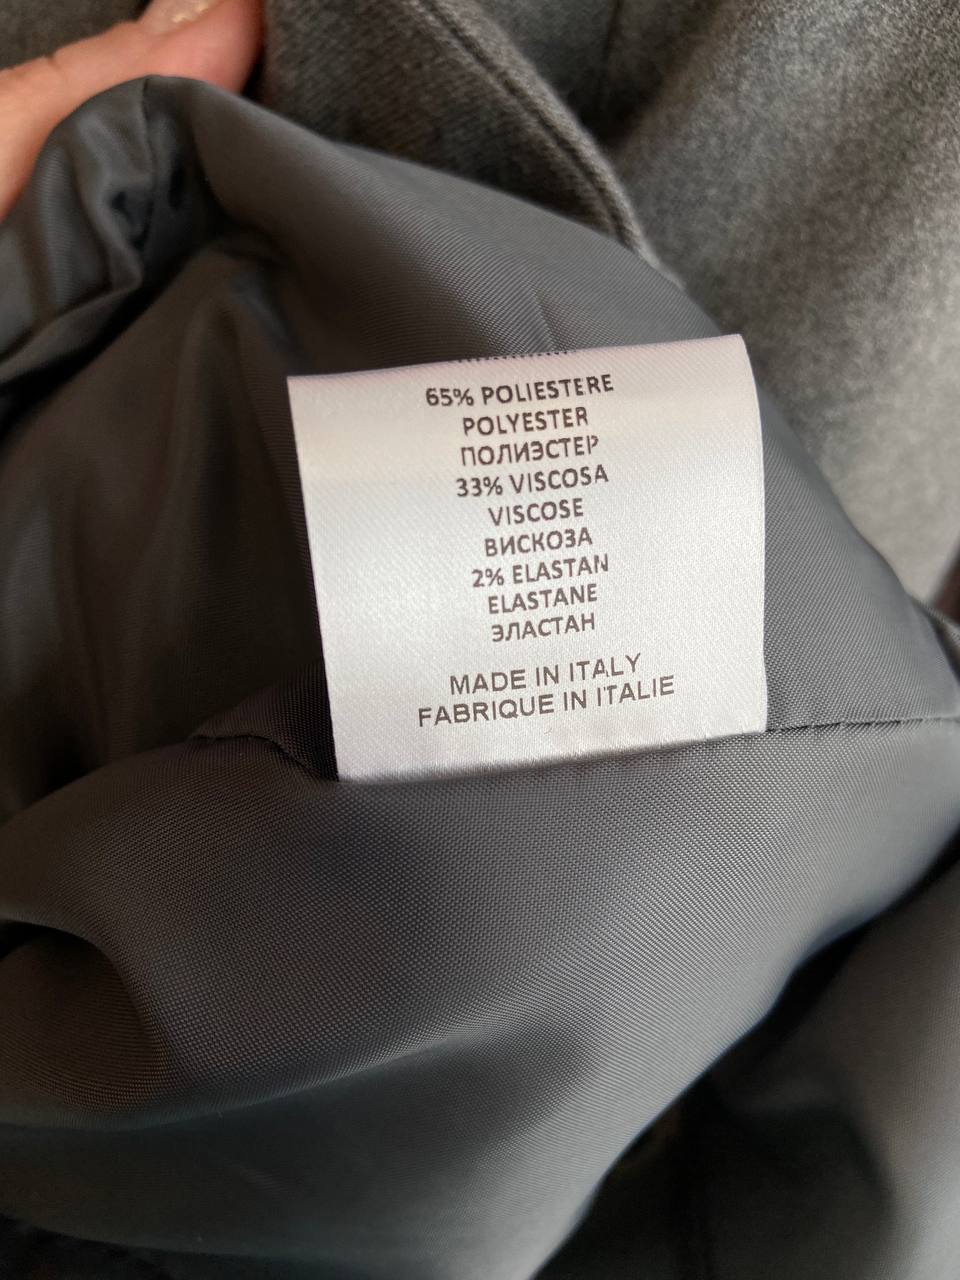 65% POLIESTERE
POLYESTER
ПОЛИЭСТЕР
33% VISCOSA
VISCOSE
ВИСКОЗА
2% ELASTAN
ELASTANE
ЭЛАСТАН
MADE IN ITALY
FABRIQUE IN ITALIE